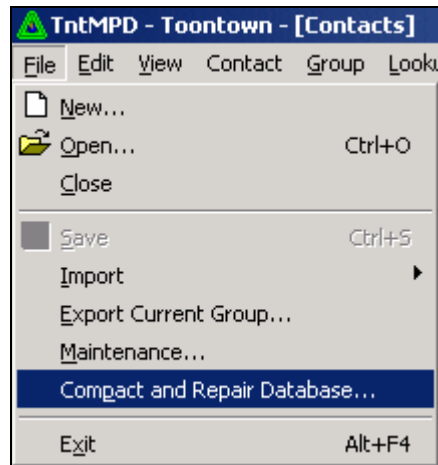 TntMPD - Toontown - [Contacts]
File Edit View Contact Group Looku
New...
Open... Ctrl+O
Close
Save Ctrl+S
Import
Export Current Group...
Maintenance...
Compact and Repair Database...
Exit Alt+F4